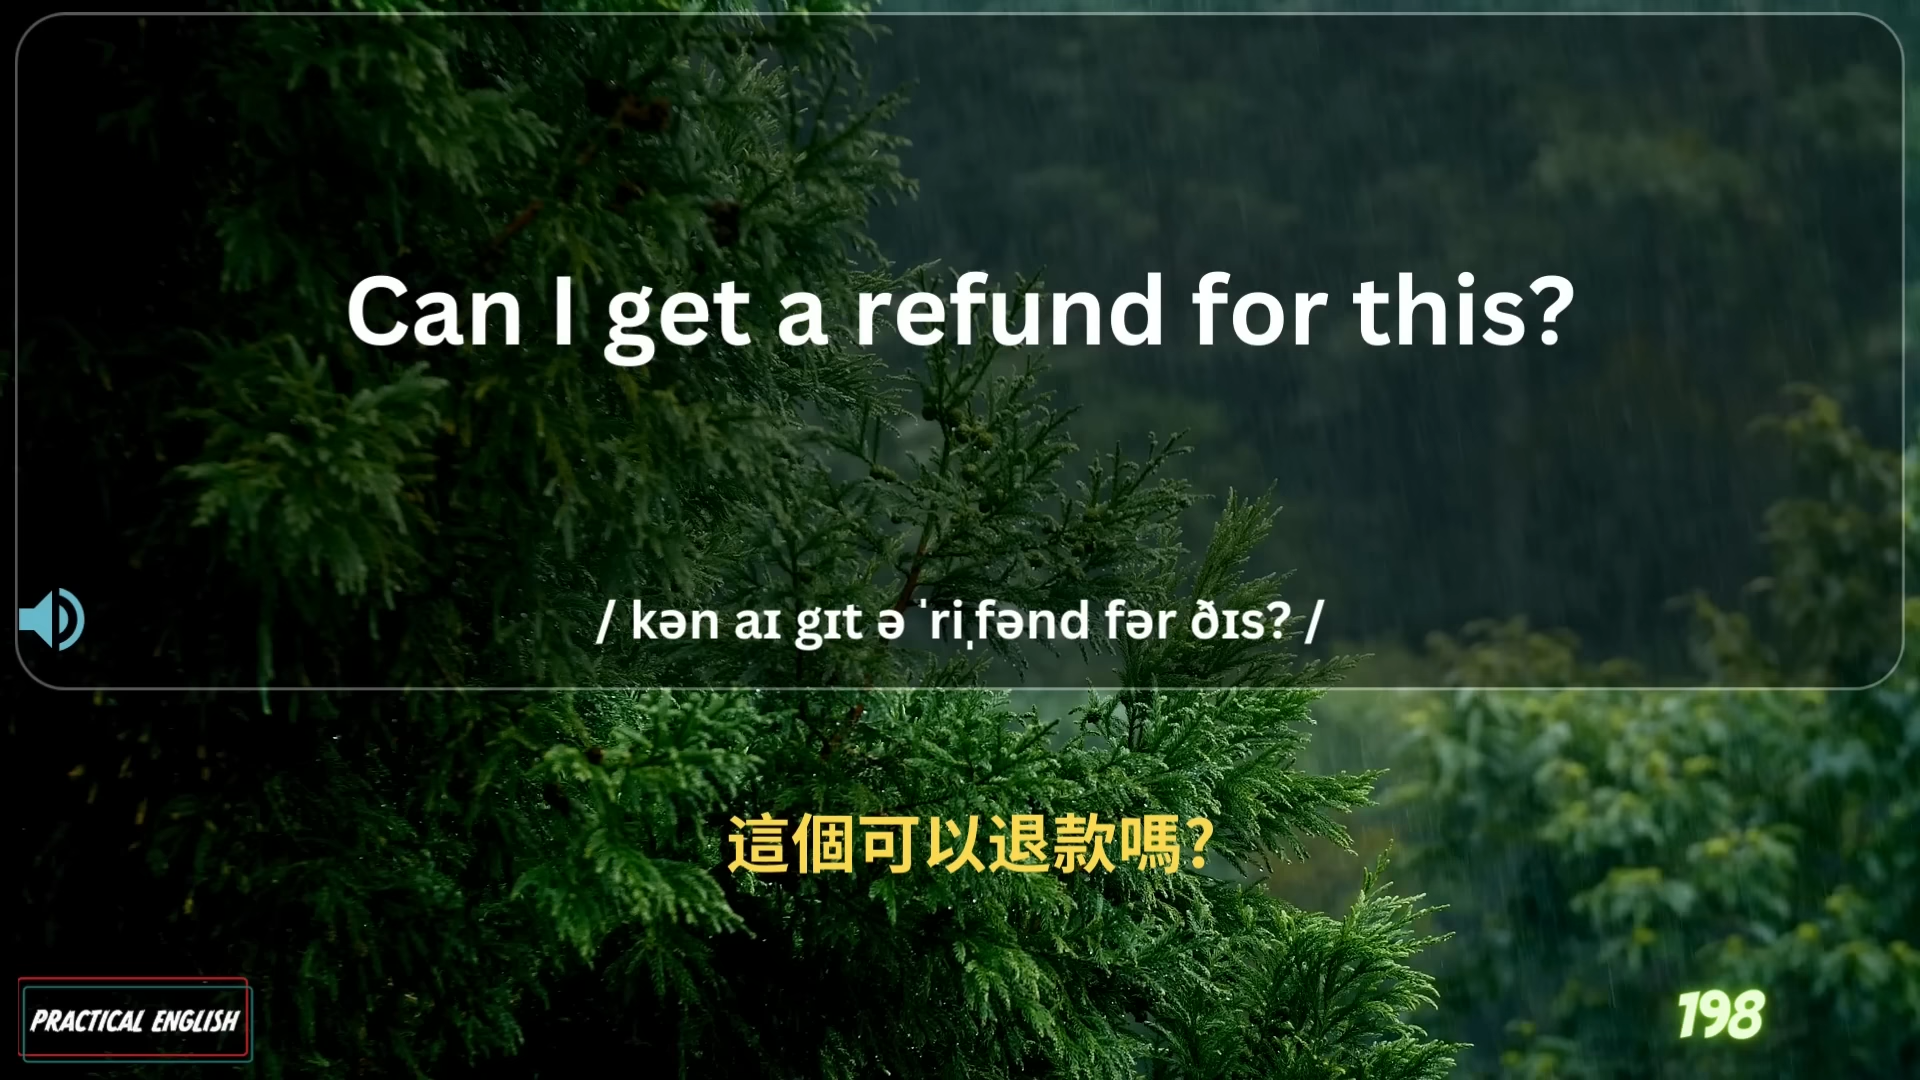 Can I get a refund for this?
/ kən aɪ gɪt ə ˈriˌfənd fər ðɪs? /
這個可以退款嗎?
PRACTICAL ENGLISH
198